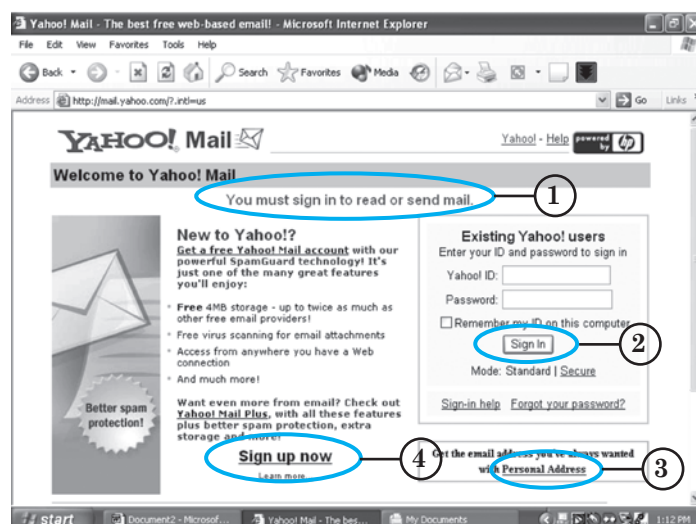 Yahoo! Mail - The best free web-based email! - Microsoft Internet Explorer
File Edit View Favorites Tools Help
Back Search Favorites Media
Address http://mail.yahoo.com/?.intl=us Go Links
YAHOO! Mail
Yahoo! - Help powered by hp
Welcome to Yahoo! Mail
You must sign in to read or send mail.
1
New to Yahoo!?
Get a free Yahoo! Mail account with our
powerful SpamGuard technology! It's
just one of the many great features
you'll enjoy:
Free 4MB storage - up to twice as much as
other free email providers!
Free virus scanning for email attachments
Access from anywhere you have a Web
connection
And much more!
Want even more from email? Check out
Yahoo! Mail Plus, with all these features
plus better spam protection, extra
storage and more!
Sign up now
4
Learn more
Better spam
protection!
Existing Yahoo! users
Enter your ID and password to sign in
Yahoo! ID:
Password:
Remember my ID on this computer
Sign In
2
Mode: Standard | Secure
Sign-in help Forgot your password?
Get the email address you've always wanted
with Personal Address
3
start Document2 - Microsof... Yahoo! Mail - The bes... My Documents 1:12 PM